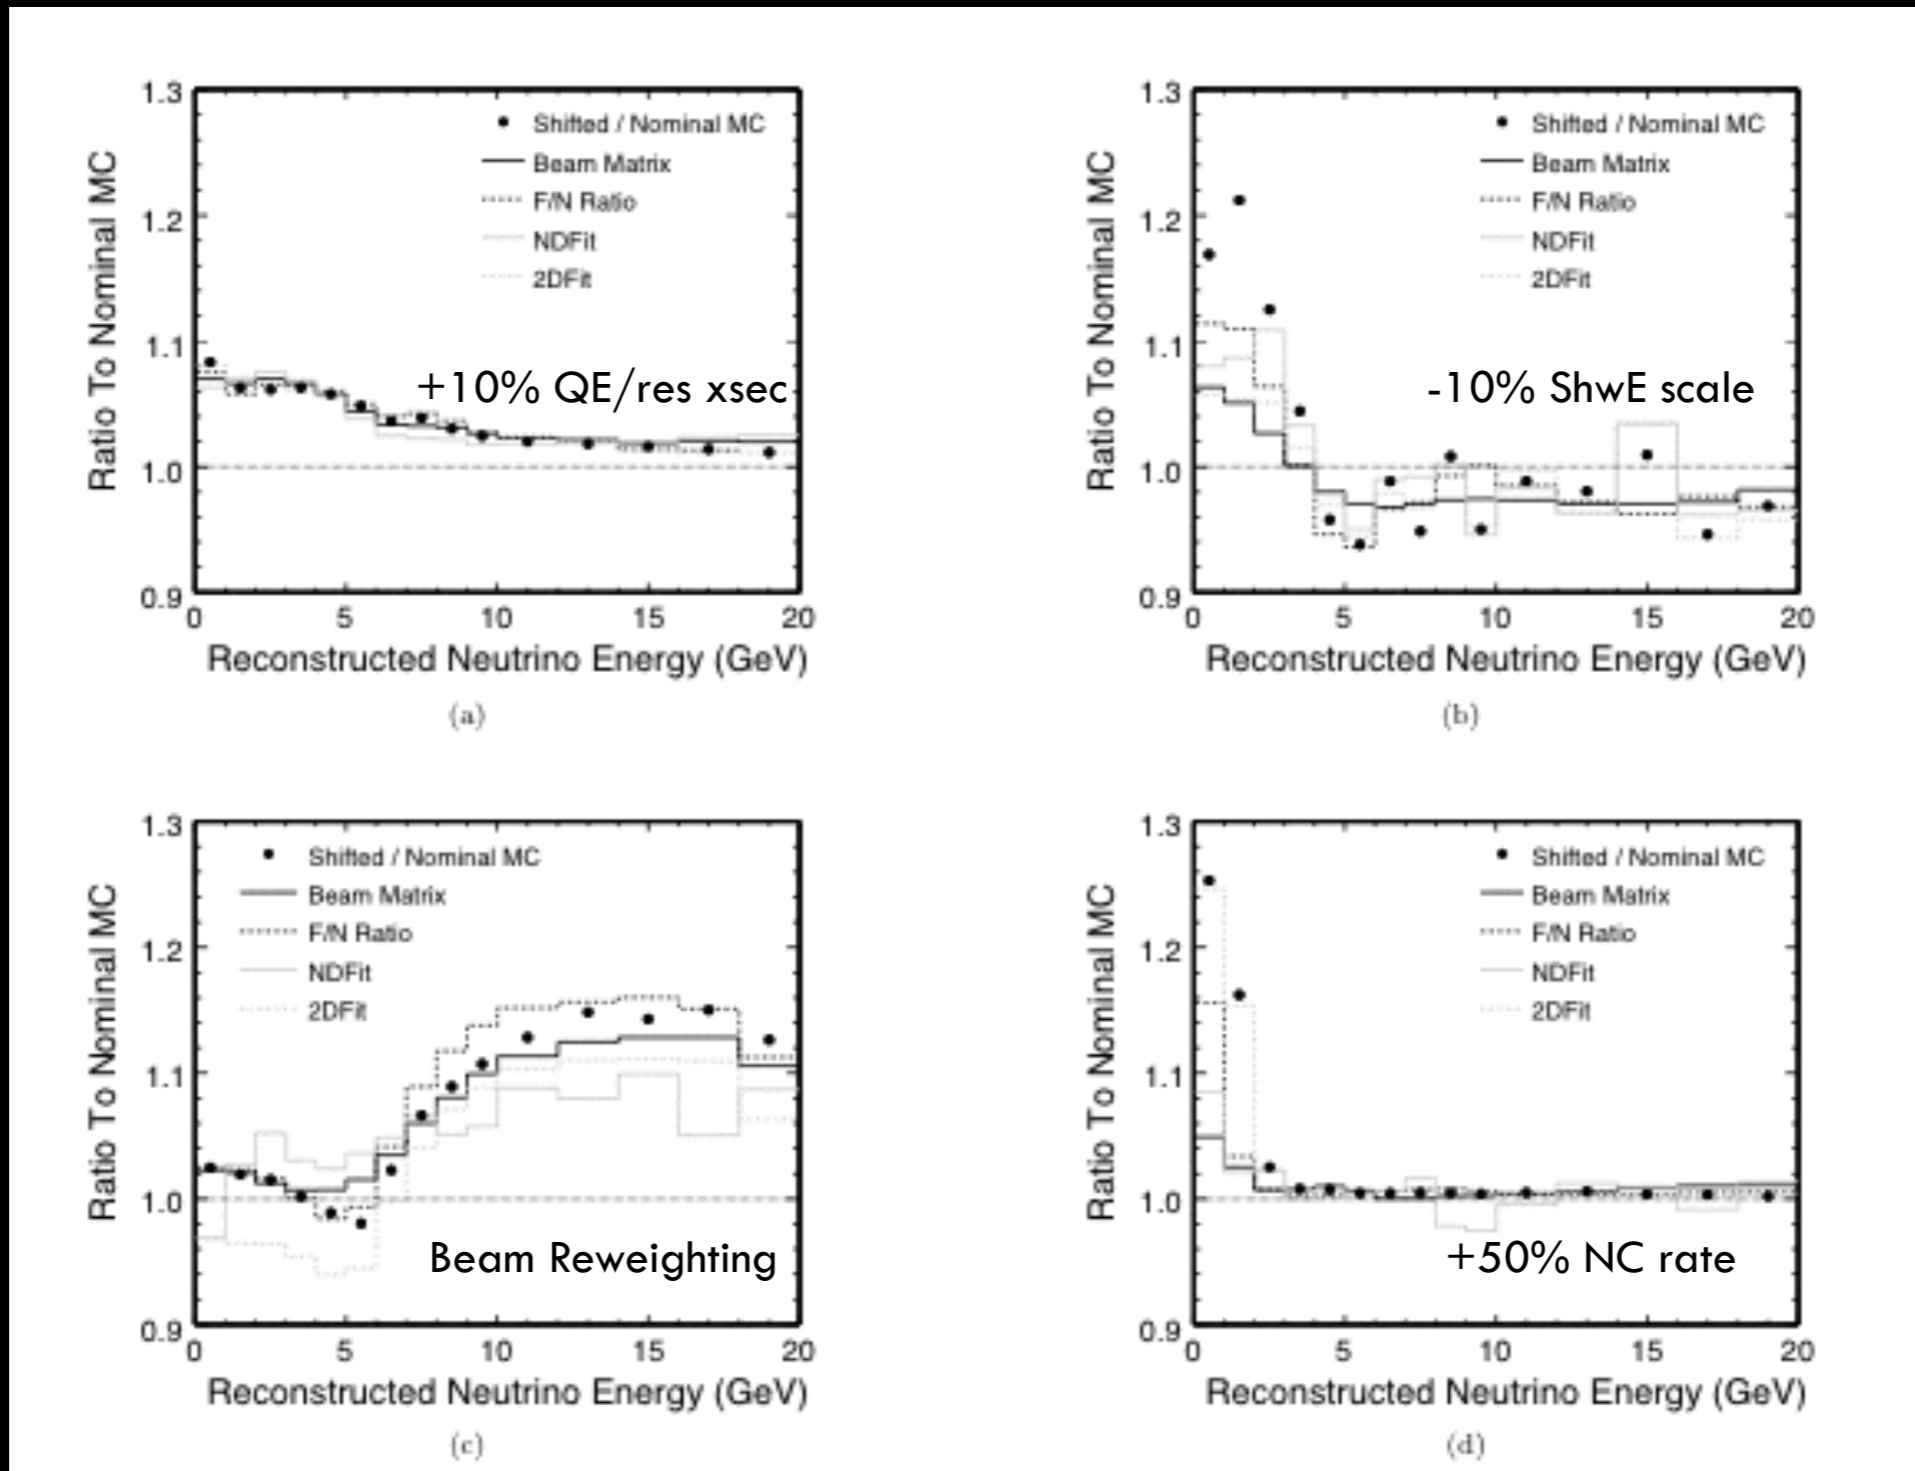 1.3
1.2
1.1
1.0
0.9
Ratio To Nominal MC
Shifted / Nominal MC
Beam Matrix
F/N Ratio
NDFit
2DFit
+10% QE/res xsec
0 5 10 15 20
Reconstructed Neutrino Energy (GeV)
(a)
1.3
1.2
1.1
1.0
0.9
Ratio To Nominal MC
Shifted / Nominal MC
Beam Matrix
F/N Ratio
NDFit
2DFit
-10% ShwE scale
0 5 10 15 20
Reconstructed Neutrino Energy (GeV)
(b)
1.3
1.2
1.1
1.0
0.9
Ratio To Nominal MC
Shifted / Nominal MC
Beam Matrix
F/N Ratio
NDFit
2DFit
Beam Reweighting
0 5 10 15 20
Reconstructed Neutrino Energy (GeV)
(c)
1.3
1.2
1.1
1.0
0.9
Ratio To Nominal MC
Shifted / Nominal MC
Beam Matrix
F/N Ratio
NDFit
2DFit
+50% NC rate
0 5 10 15 20
Reconstructed Neutrino Energy (GeV)
(d)